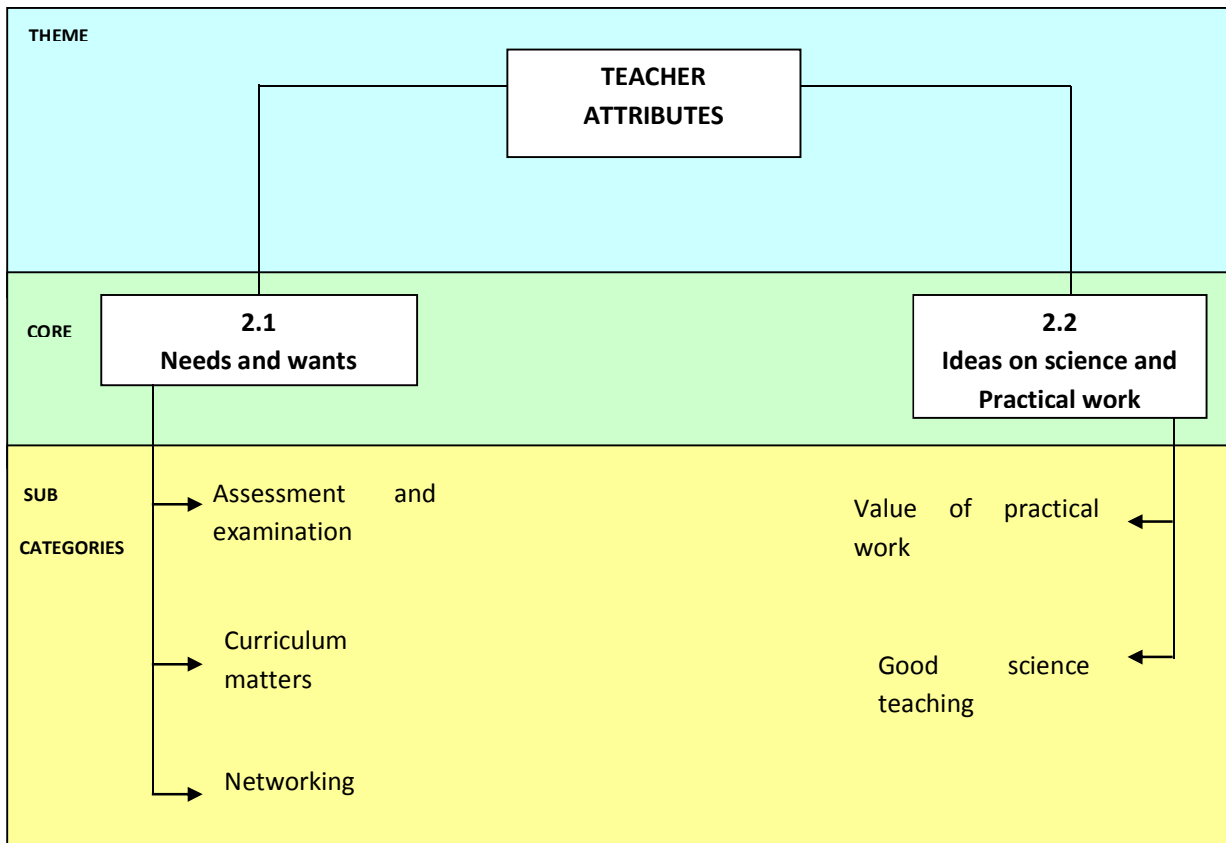 THEME
TEACHER
ATTRIBUTES
CORE
2.1
Needs and wants
2.2
Ideas on science and
Practical work
SUB
CATEGORIES
Assessment and
examination
Curriculum
matters
Networking
Value of practical
work
Good science
teaching